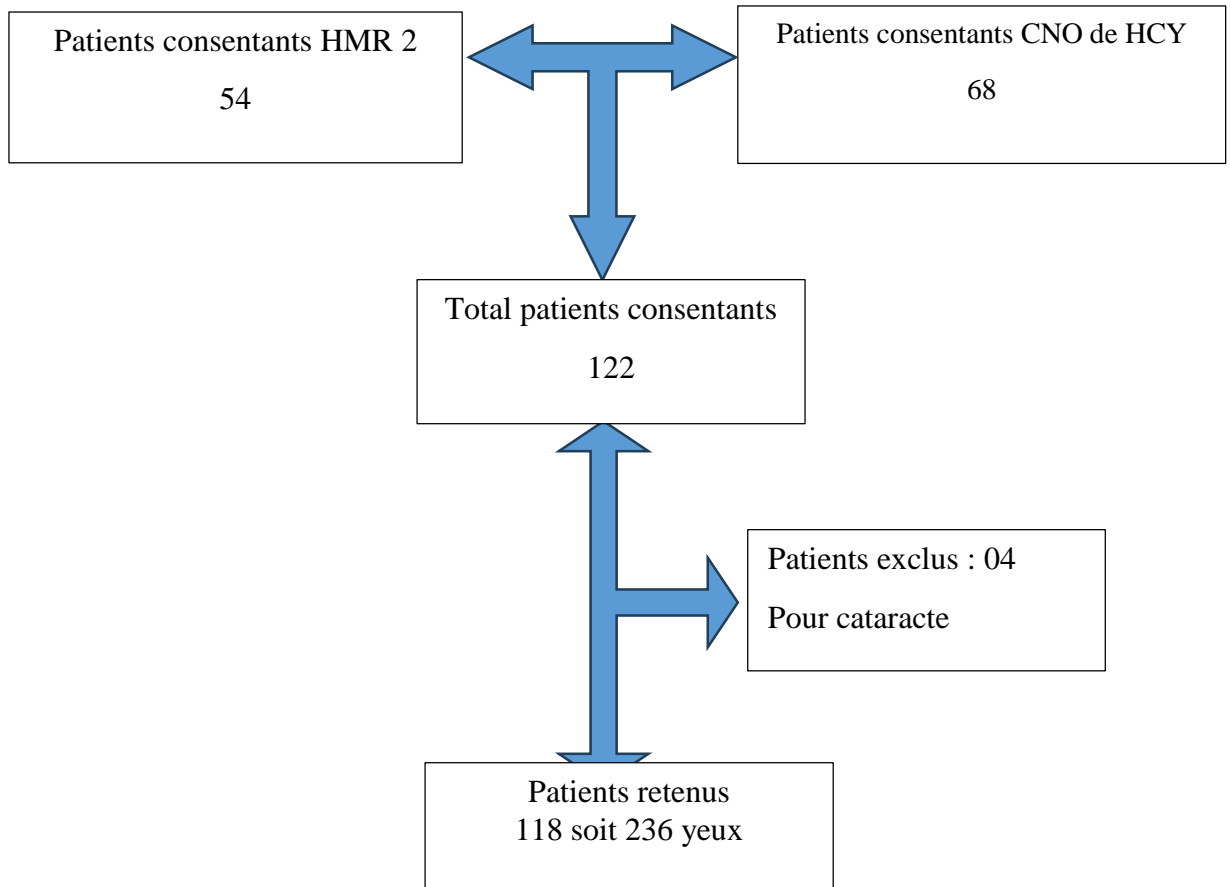 Patients consentants HMR 2
54
Patients consentants CNO de HCY
68
Total patients consentants
122
Patients exclus : 04
Pour cataracte
Patients retenus
118 soit 236 yeux